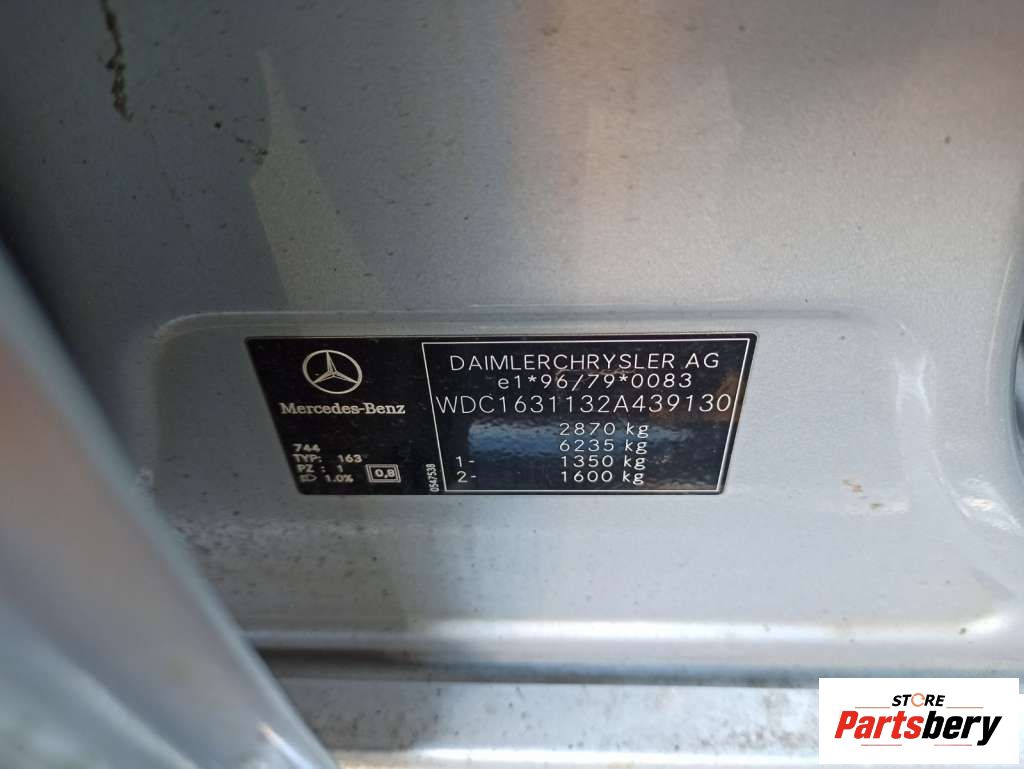 Mercedes-Benz
744
TYP: 163
PZ : 1
1.0%
0,8
0547538
DAIMLERCHRYSLER AG
e1*96/79*0083
WDC1631132A439130
2870 kg
6235 kg
1- 1350 kg
2- 1600 kg
STORE
Partsbery